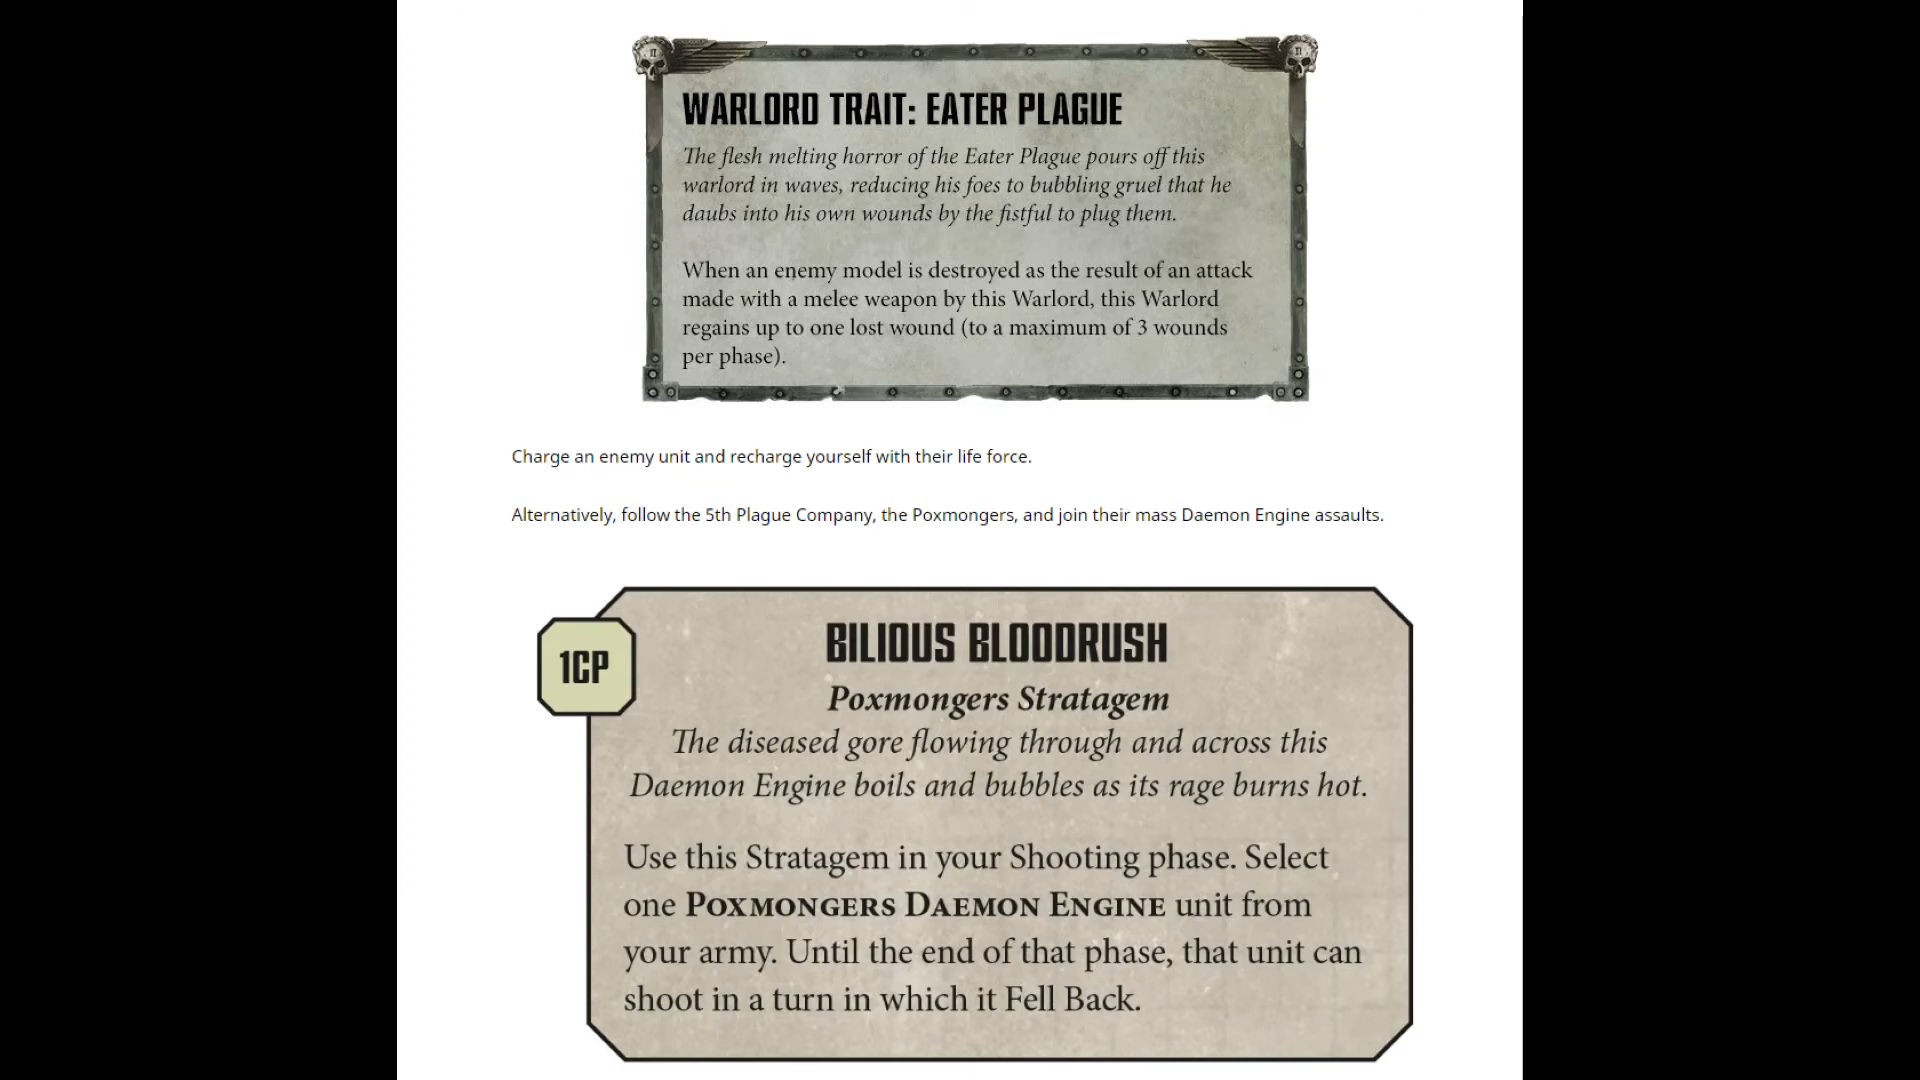 WARLORD TRAIT: EATER PLAGUE
The flesh melting horror of the Eater Plague pours off this
warlord in waves, reducing his foes to bubbling gruel that he
daubs into his own wounds by the fistful to plug them.
When an enemy model is destroyed as the result of an attack
made with a melee weapon by this Warlord, this Warlord
regains up to one lost wound (to a maximum of 3 wounds
per phase).
Charge an enemy unit and recharge yourself with their life force.
Alternatively, follow the 5th Plague Company, the Poxmongers, and join their mass Daemon Engine assaults.
1CP
BILIOUS BLOODRUSH
Poxmongers Stratagem
The diseased gore flowing through and across this
Daemon Engine boils and bubbles as its rage burns hot.
Use this Stratagem in your Shooting phase. Select
one POXMONGERS DAEMON ENGINE unit from
your army. Until the end of that phase, that unit can
shoot in a turn in which it Fell Back.